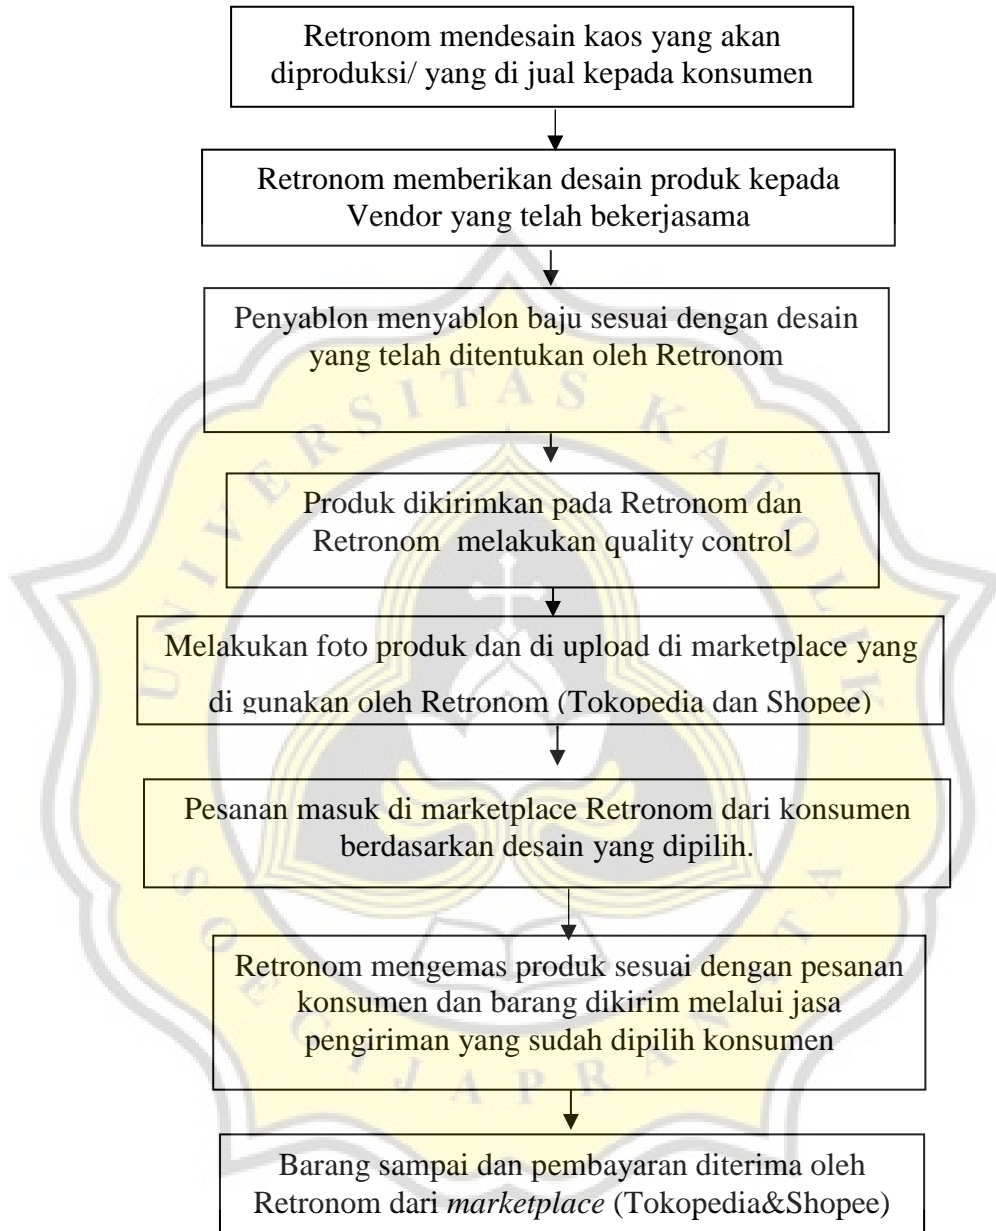 Retronom mendesain kaos yang akan
diproduksi/ yang di jual kepada konsumen
Retronom memberikan desain produk kepada
Vendor yang telah bekerjasama
Penyablon menyablon baju sesuai dengan desain
yang telah ditentukan oleh Retronom
Produk dikirimkan pada Retronom dan
Retronom melakukan quality control
Melakukan foto produk dan di upload di marketplace yang
di gunakan oleh Retronom (Tokopedia dan Shopee)
Pesanan masuk di marketplace Retronom dari konsumen
berdasarkan desain yang dipilih.
Retronom mengemas produk sesuai dengan pesanan
konsumen dan barang dikirim melalui jasa
pengiriman yang sudah dipilih konsumen
Barang sampai dan pembayaran diterima oleh
Retronom dari marketplace (Tokopedia&Shopee)
UNIVERSITAS KATOLIK
SOEGIJAPRANATA